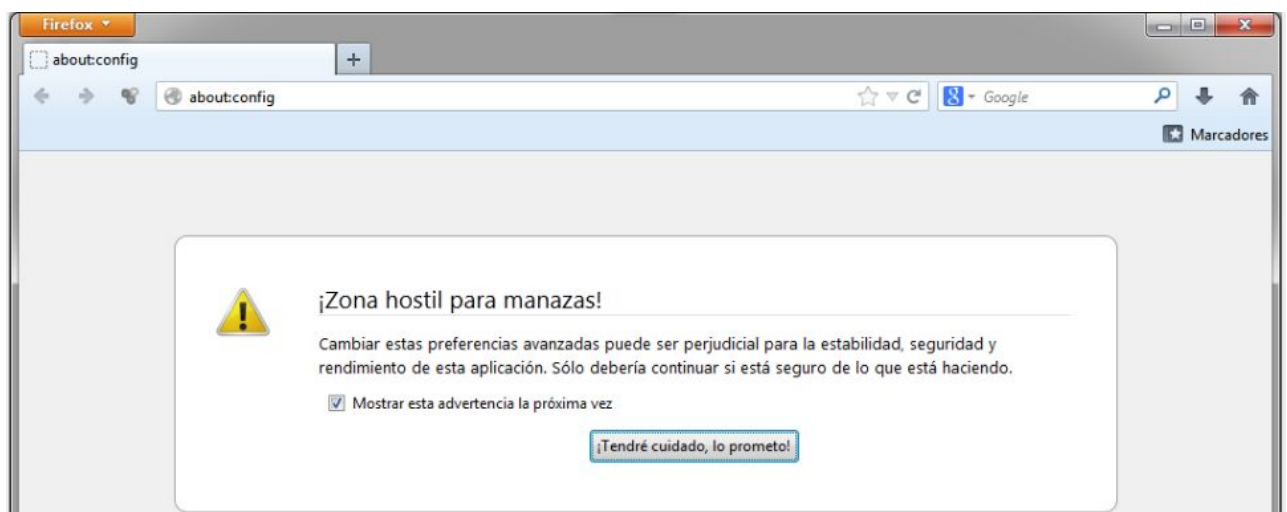 Firefox
about:config
about:config
Google
Marcadores
¡Zona hostil para manazas!
Cambiar estas preferencias avanzadas puede ser perjudicial para la estabilidad, seguridad y
rendimiento de esta aplicación. Sólo debería continuar si está seguro de lo que está haciendo.
Mostrar esta advertencia la próxima vez
¡Tendré cuidado, lo prometo!